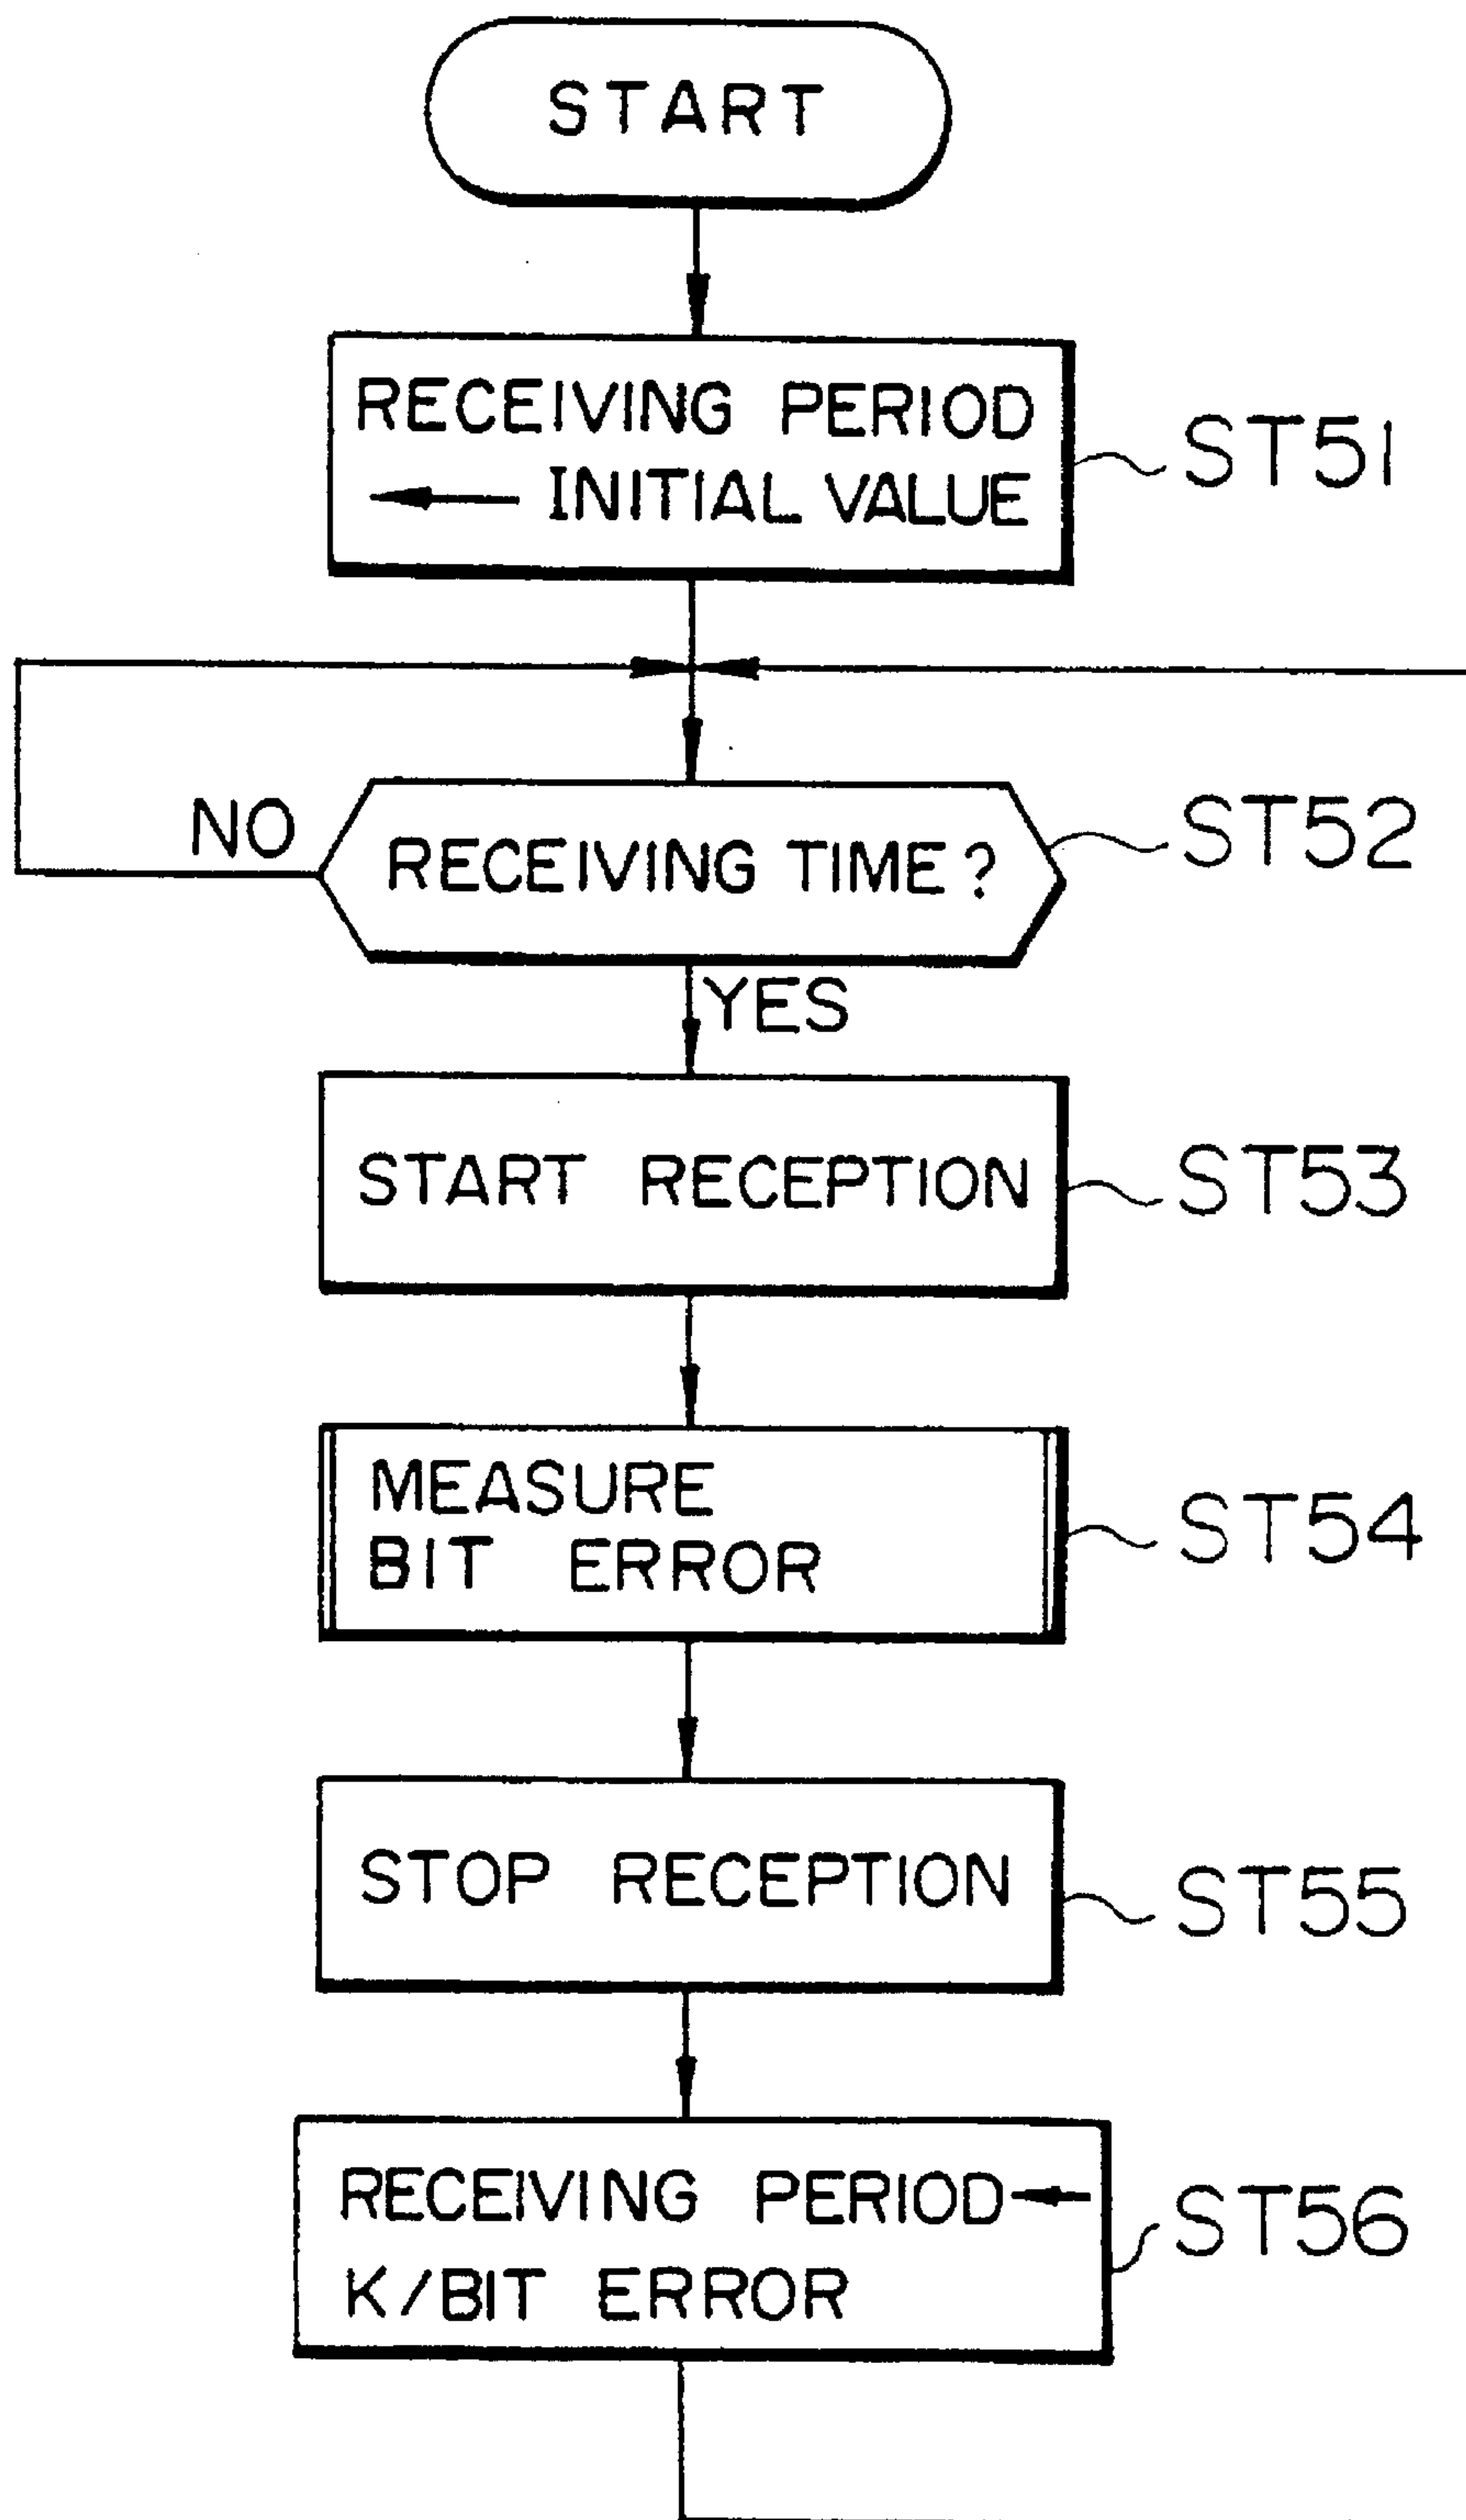 START
RECEIVING PERIOD
← INITIAL VALUE
ST51
NO
RECEIVING TIME?
ST52
YES
START RECEPTION
ST53
MEASURE
BIT ERROR
ST54
STOP RECEPTION
ST55
RECEIVING PERIOD ←
K/BIT ERROR
ST56